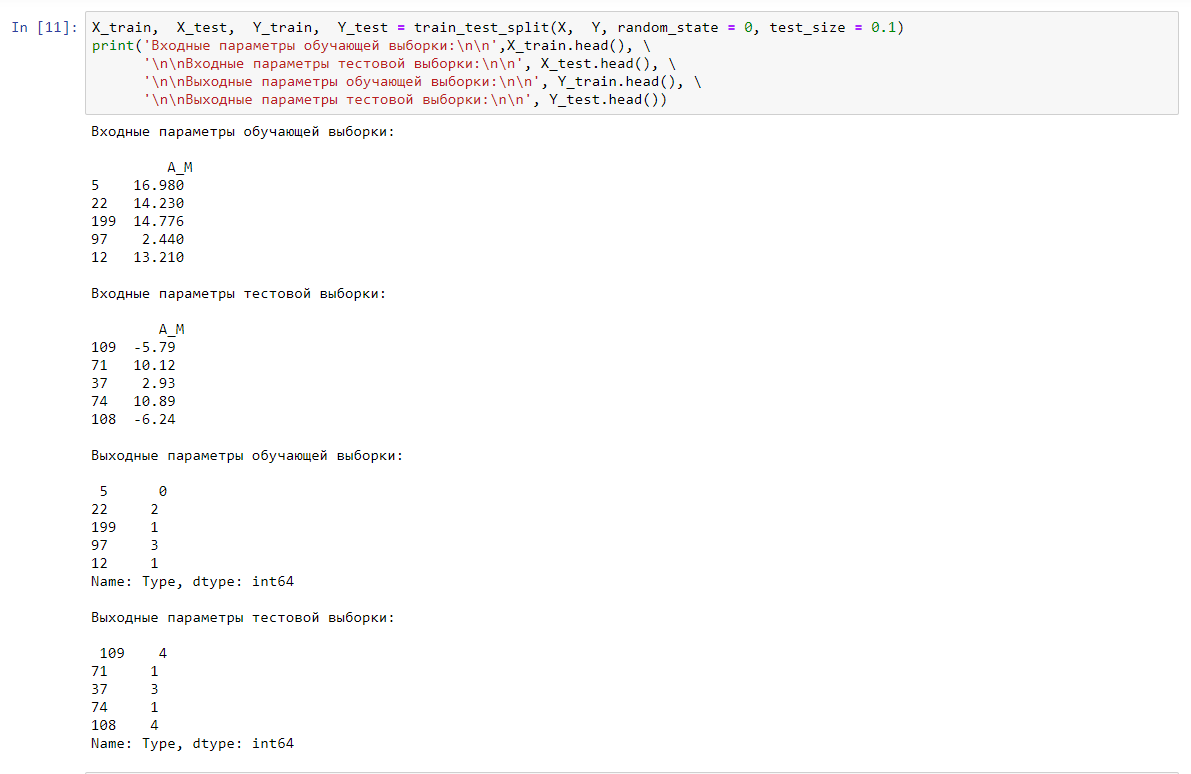 In [11]: X_train,  X_test,  Y_train,  Y_test = train_test_split(X,  Y, random_state = 0, test_size = 0.1)
print('Входные параметры обучающей выборки:\n\n',X_train.head(), \
'\n\nВходные параметры тестовой выборки:\n\n', X_test.head(), \
'\n\nВыходные параметры обучающей выборки:\n\n', Y_train.head(), \
'\n\nВыходные параметры тестовой выборки:\n\n', Y_test.head())
Входные параметры обучающей выборки:
A_M
5    16.980
22   14.230
199  14.776
97    2.440
12   13.210
Входные параметры тестовой выборки:
A_M
109  -5.79
71   10.12
37    2.93
74   10.89
108  -6.24
Выходные параметры обучающей выборки:
5      0
22     2
199    1
97     3
12     1
Name: Type, dtype: int64
Выходные параметры тестовой выборки:
109    4
71     1
37     3
74     1
108    4
Name: Type, dtype: int64